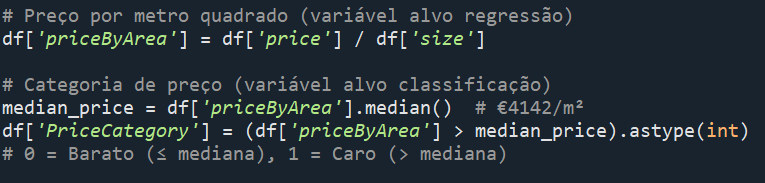 # Preço por metro quadrado (variável alvo regressão)
df['priceByArea'] = df['price'] / df['size']
# Categoria de preço (variável alvo classificação)
median_price = df['priceByArea'].median()  # €4142/m²
df['PriceCategory'] = (df['priceByArea'] > median_price).astype(int)
# 0 = Barato (≤ mediana), 1 = Caro (> mediana)